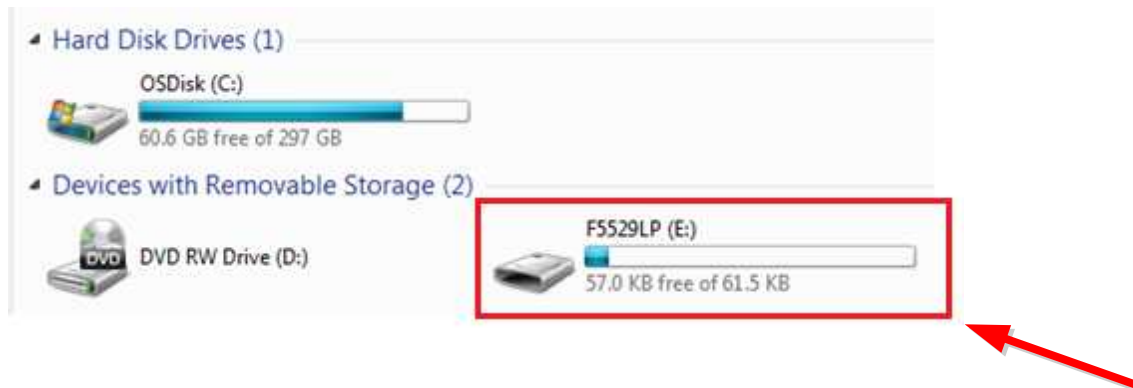 Hard Disk Drives (1)
OSDisk (C:)
60.6 GB free of 297 GB
Devices with Removable Storage (2)
DVD
DVD RW Drive (D:)
F5529LP (E:)
57.0 KB free of 61.5 KB